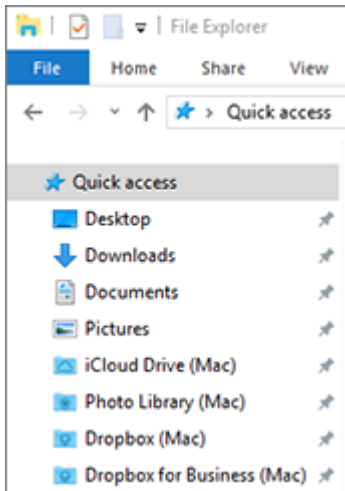 File Explorer
File Home Share View
Quick access
Quick access
Desktop
Downloads
Documents
Pictures
iCloud Drive (Mac)
Photo Library (Mac)
Dropbox (Mac)
Dropbox for Business (Mac)